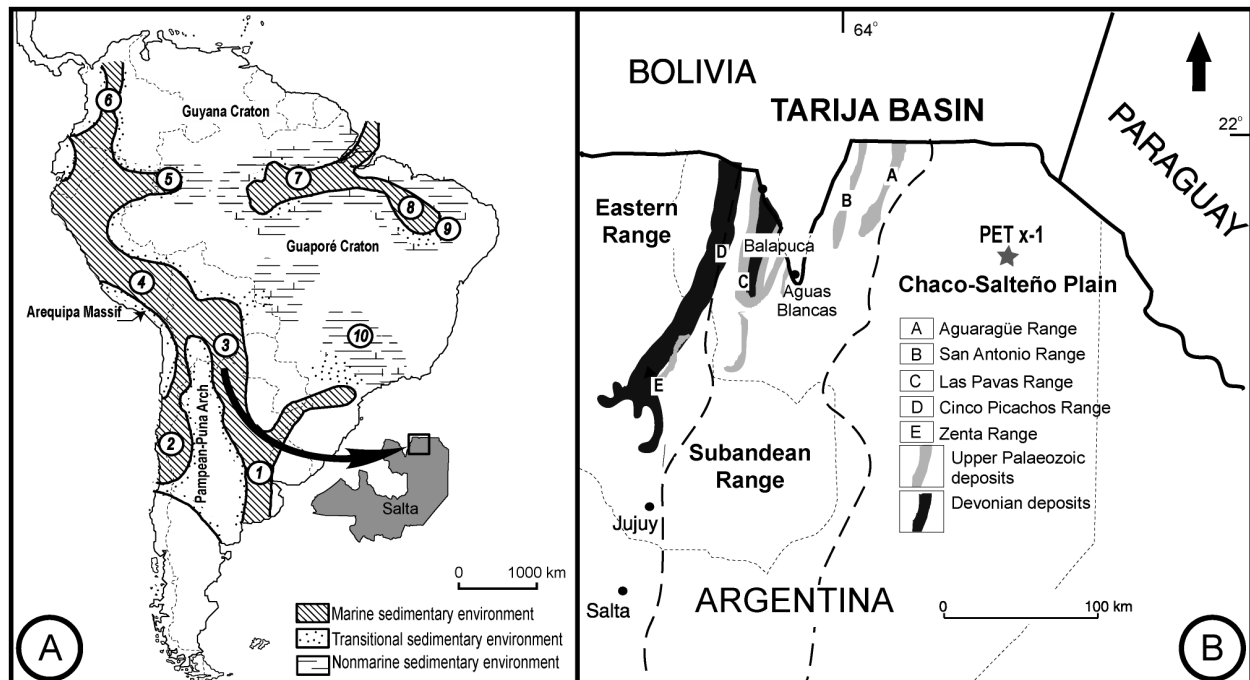 6
Guyana Craton
5
7
8
9
Guaporé Craton
4
Arequipa Massif
3
10
Pampean-Puna Arch
2
1
Salta
0 1000 km
Marine sedimentary environment
Transitional sedimentary environment
Nonmarine sedimentary environment
A
64°
BOLIVIA
TARIJA BASIN
22°
PARAGUAY
A
B
Eastern
Range
D
Balapuca
C
Aguas
Blancas
PET x-1
Chaco-Salteño Plain
A Aguaragüe Range
B San Antonio Range
C Las Pavas Range
D Cinco Picachos Range
E Zenta Range
Upper Palaeozoic
deposits
Devonian deposits
E
Subandean
Range
Jujuy
Salta
ARGENTINA
0 100 km
B